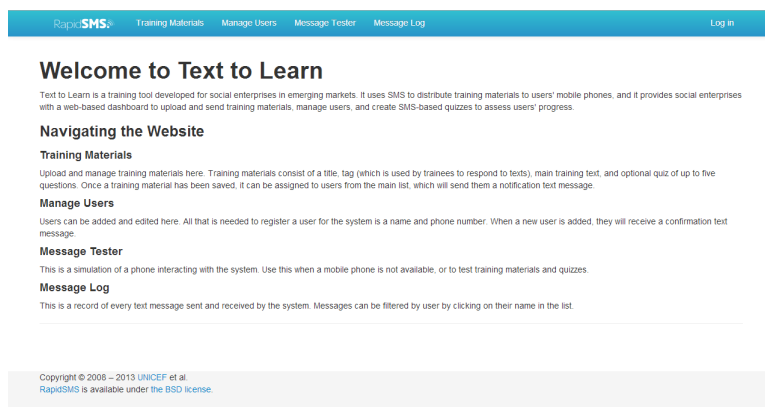 RapidSMS Training Materials Manage Users Message Tester Message Log Log in
Welcome to Text to Learn
Text to Learn is a training tool developed for social enterprises in emerging markets. It uses SMS to distribute training materials to users' mobile phones, and it provides social enterprises
with a web-based dashboard to upload and send training materials, manage users, and create SMS-based quizzes to assess users' progress.
Navigating the Website
Training Materials
Upload and manage training materials here. Training materials consist of a title, tag (which is used by trainees to respond to texts), main training text, and optional quiz of up to five
questions. Once a training material has been saved, it can be assigned to users from the main list, which will send them a notification text message.
Manage Users
Users can be added and edited here. All that is needed to register a user for the system is a name and phone number. When a new user is added, they will receive a confirmation text
message.
Message Tester
This is a simulation of a phone interacting with the system. Use this when a mobile phone is not available, or to test training materials and quizzes.
Message Log
This is a record of every text message sent and received by the system. Messages can be filtered by user by clicking on their name in the list.
Copyright © 2008 – 2013 UNICEF et al.
RapidSMS is available under the BSD license.